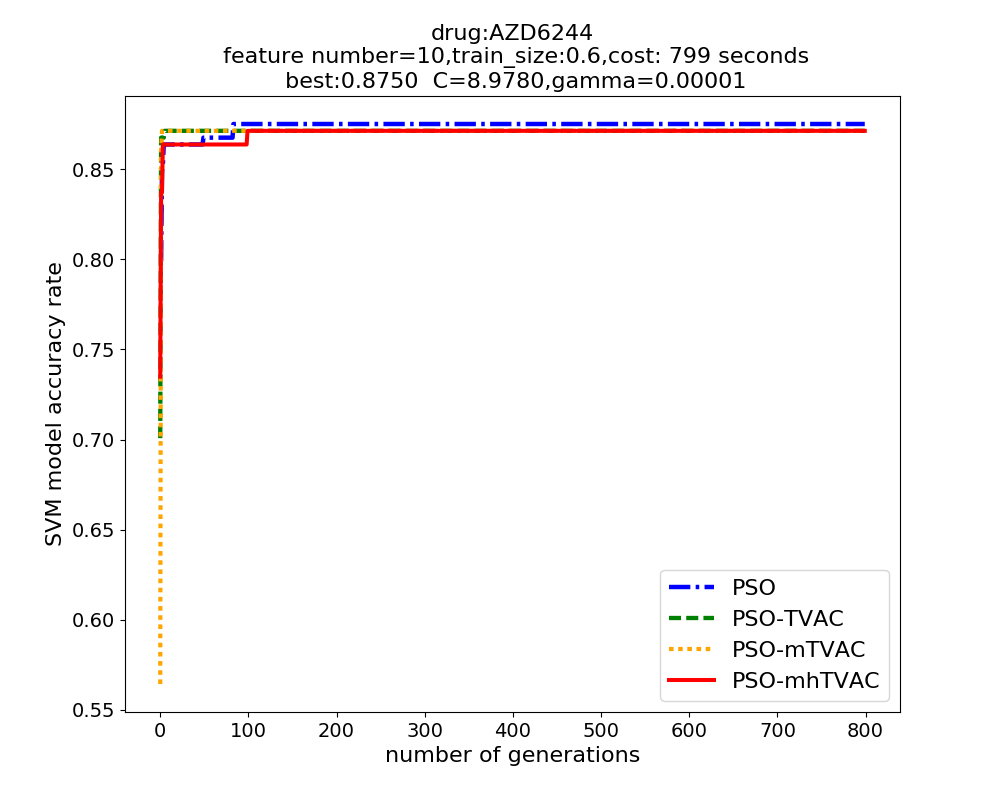 drug:AZD6244
feature number=10,train_size:0.6,cost: 799 seconds
best:0.8750  C=8.9780,gamma=0.00001
SVM model accuracy rate
0.85
0.80
0.75
0.70
0.65
0.60
0.55
PSO
PSO-TVAC
PSO-mTVAC
PSO-mhTVAC
0 100 200 300 400 500 600 700 800
number of generations